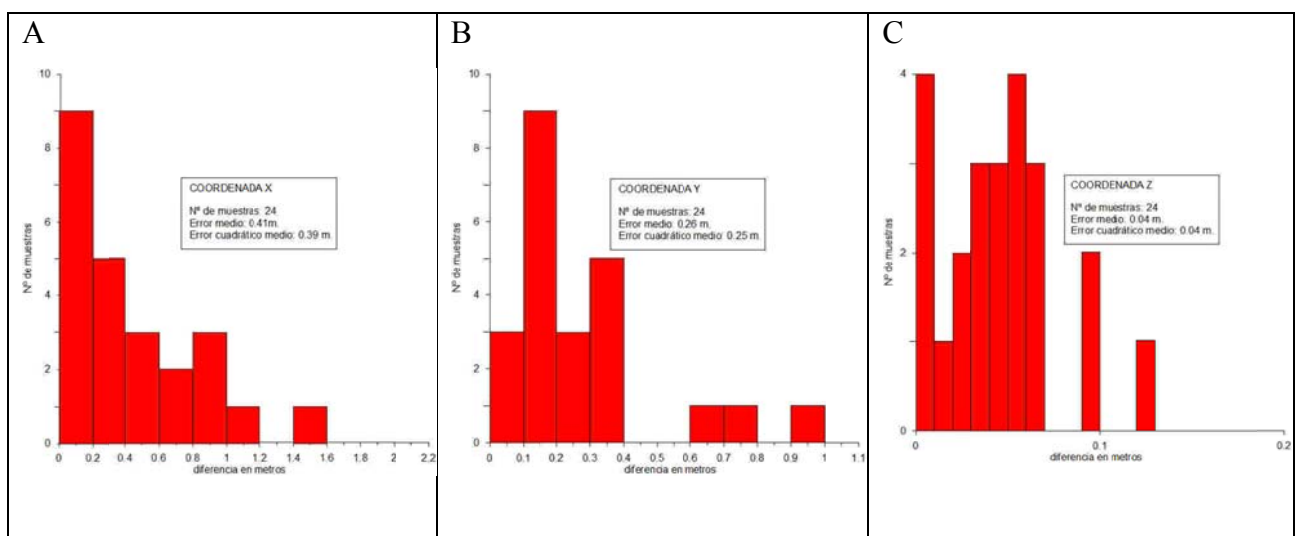 A
10
8
6
4
2
0
Nº de muestras
COORDENADA X
Nº de muestras: 24
Error medio: 0.41m.
Error cuadrático medio: 0.39 m.
0 0.2 0.4 0.6 0.8 1 1.2 1.4 1.6 1.8 2 2.2
diferencia en metros
B
10
8
6
4
2
0
Nº de muestras
COORDENADA Y
Nº de muestras: 24
Error medio: 0.26 m.
Error cuadrático medio: 0.25 m.
0 0.1 0.2 0.3 0.4 0.5 0.6 0.7 0.8 0.9 1 1.1
diferencia en metros
C
4
2
0
Nº de muestras
COORDENADA Z
Nº de muestras: 24
Error medio: 0.04 m.
Error cuadrático medio: 0.04 m.
0 0.1 0.2
diferencia en metros